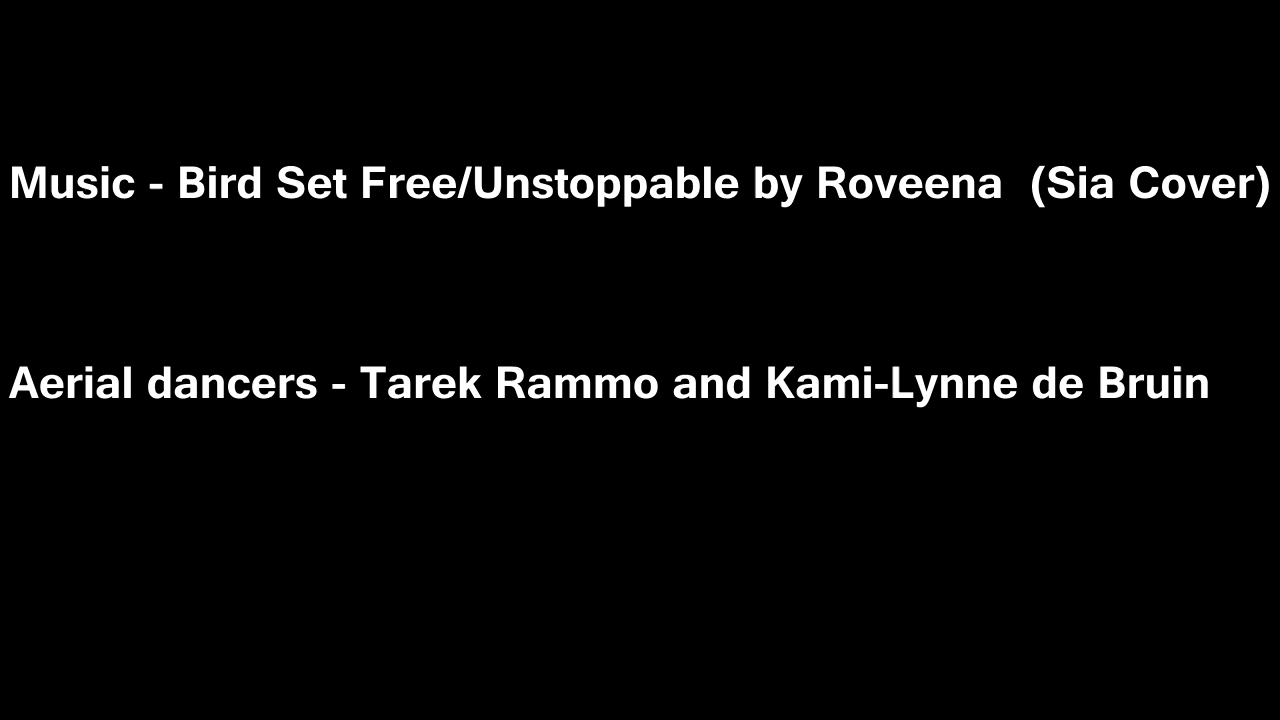 Music - Bird Set Free/Unstoppable by Roveena  (Sia Cover)
Aerial dancers - Tarek Rammo and Kami-Lynne de Bruin